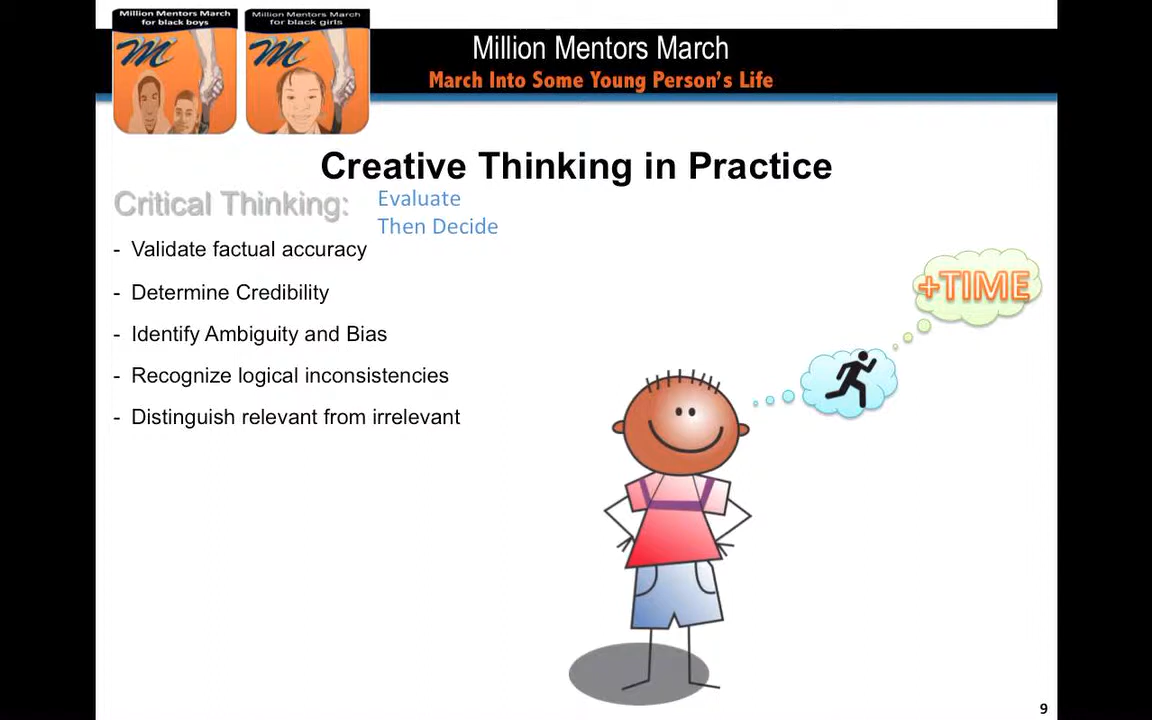 Million Mentors March
for black boys
Million Mentors March
for black girls
M
M
Million Mentors March
March Into Some Young Person's Life
Creative Thinking in Practice
Critical Thinking:
Evaluate
Then Decide
- Validate factual accuracy
- Determine Credibility
- Identify Ambiguity and Bias
- Recognize logical inconsistencies
- Distinguish relevant from irrelevant
+TIME
9